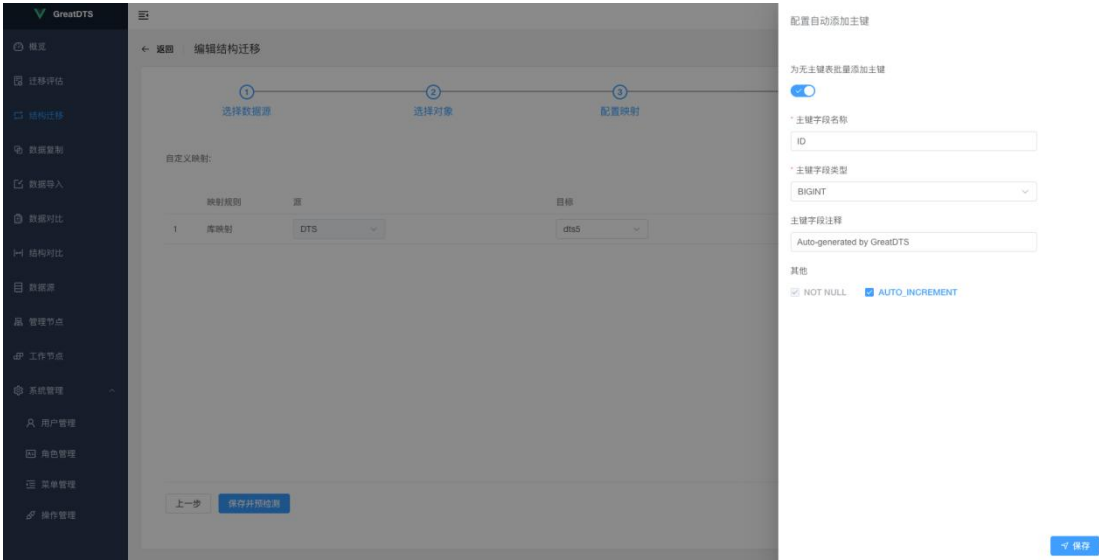 GreatDTS
概览
迁移评估
结构迁移
数据复制
数据导入
数据对比
结构对比
数据源
管理节点
工作节点
系统管理
用户管理
角色管理
菜单管理
操作管理
← 返回 编辑结构迁移
1 2 3
选择数据源 选择对象 配置映射
自定义映射:
映射规则 源 目标
1 库映射 DTS dts5
上一步 保存并预检测
配置自动添加主键
为无主键表批量添加主键
* 主键字段名称
ID
* 主键字段类型
BIGINT
主键字段注释
Auto-generated by GreatDTS
其他
NOT NULL AUTO_INCREMENT
保存